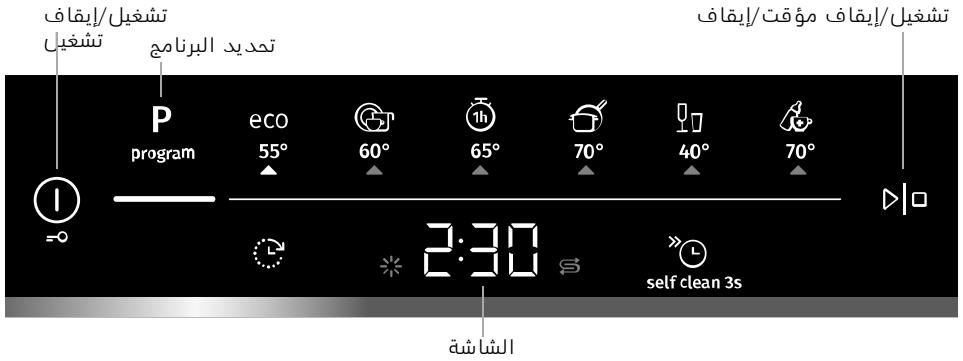 تشغيل/إيقاف
تشغيل
تحديد البرنامج
تشغيل/إيقاف مؤقت/إيقاف
P
program
eco
55°
60°
1h
65°
70°
40°
70°
2:30
self clean 3s
الشاشة